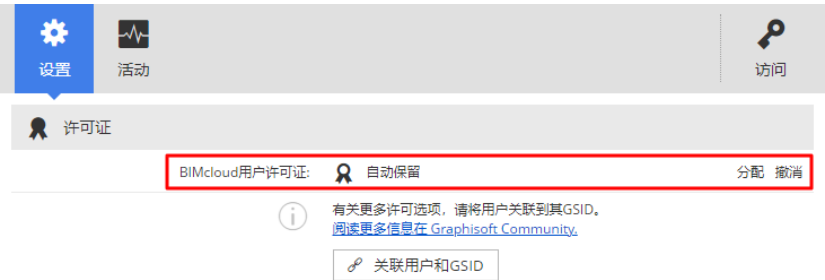 设置 活动 访问
许可证
BIMcloud用户许可证: 自动保留 分配 撤消
有关更多许可选项，请将用户关联到其GSID。
阅读更多信息在 Graphisoft Community.
关联用户和GSID